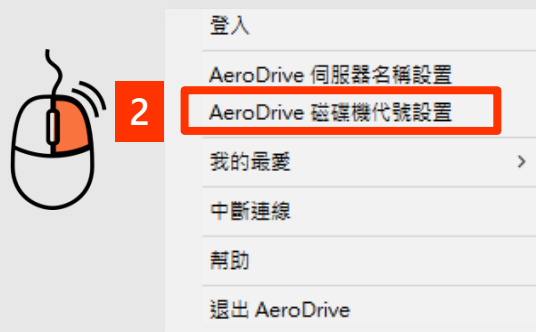 登入
AeroDrive 伺服器名稱設置
2
AeroDrive 磁碟機代號設置
我的最愛
中斷連線
幫助
退出 AeroDrive